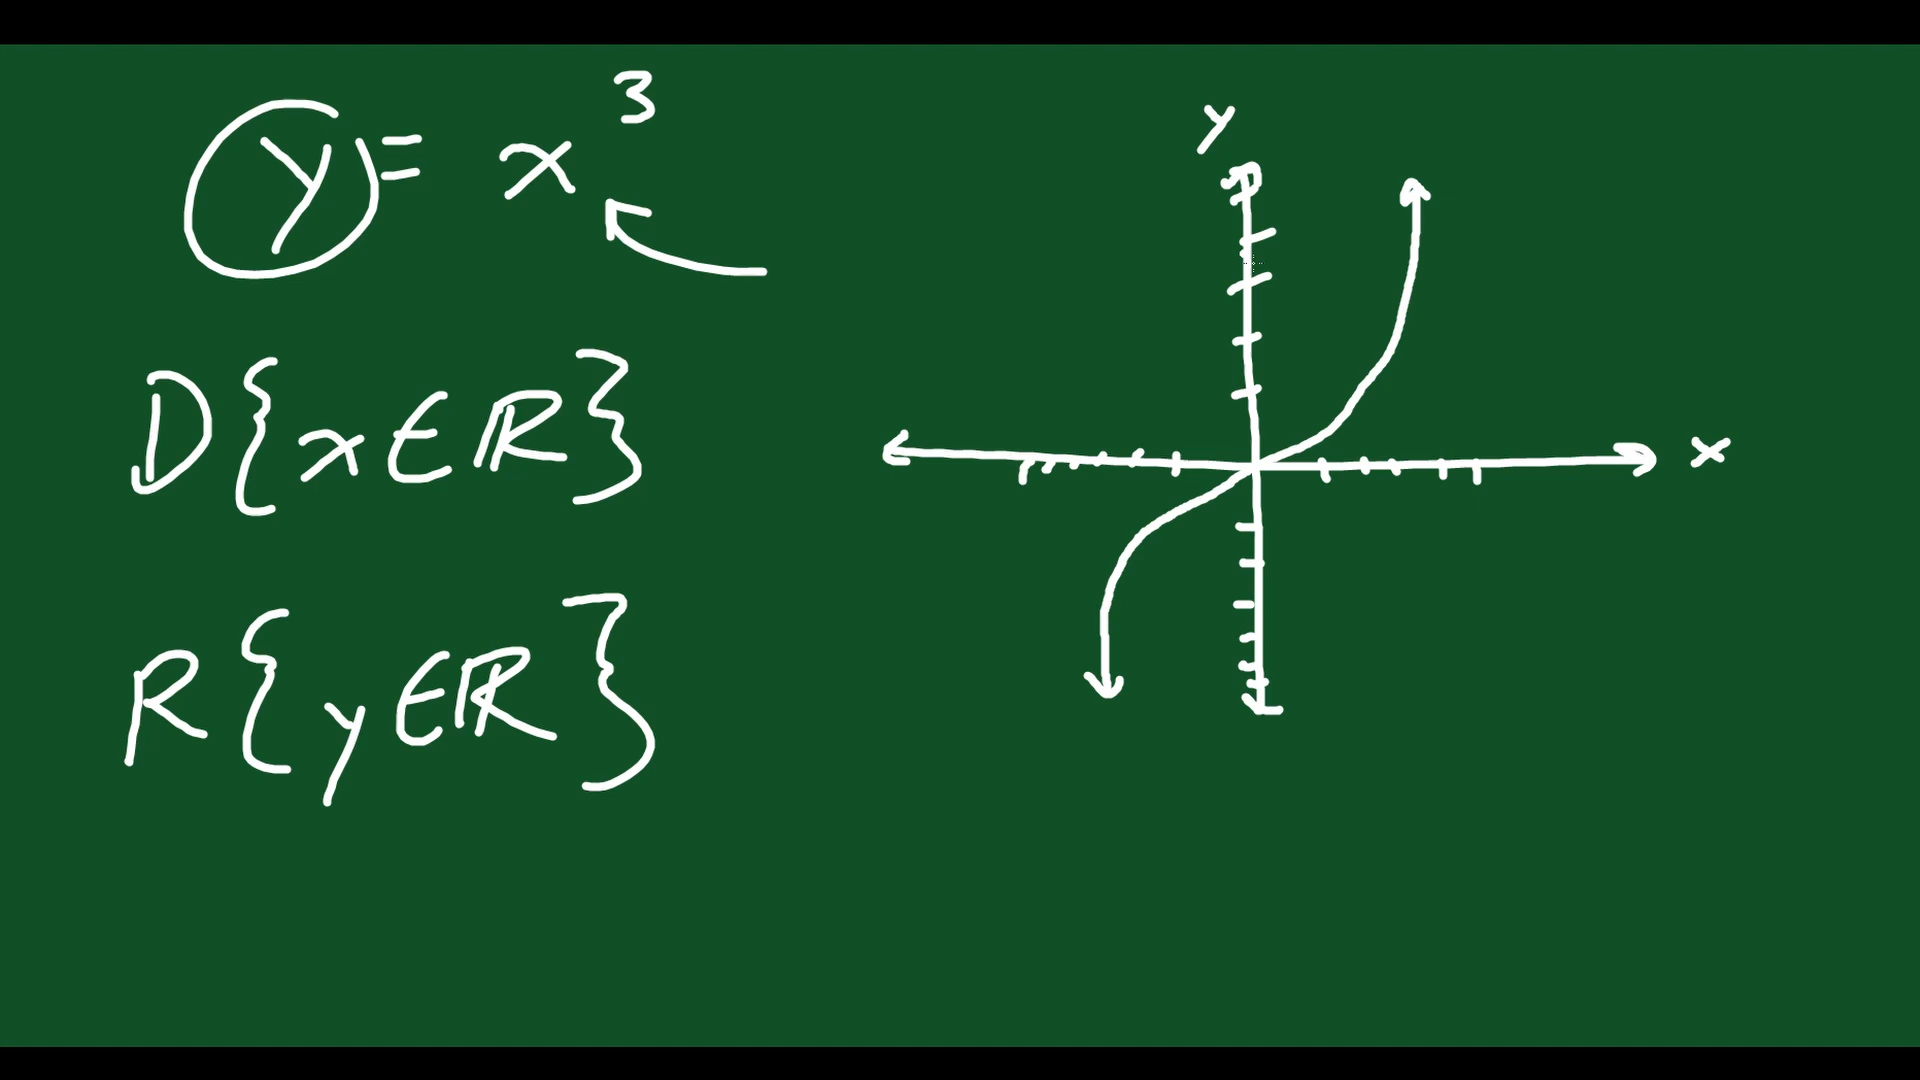 y = x³
D{x∈ℝ}
R{y∈ℝ}
y
x